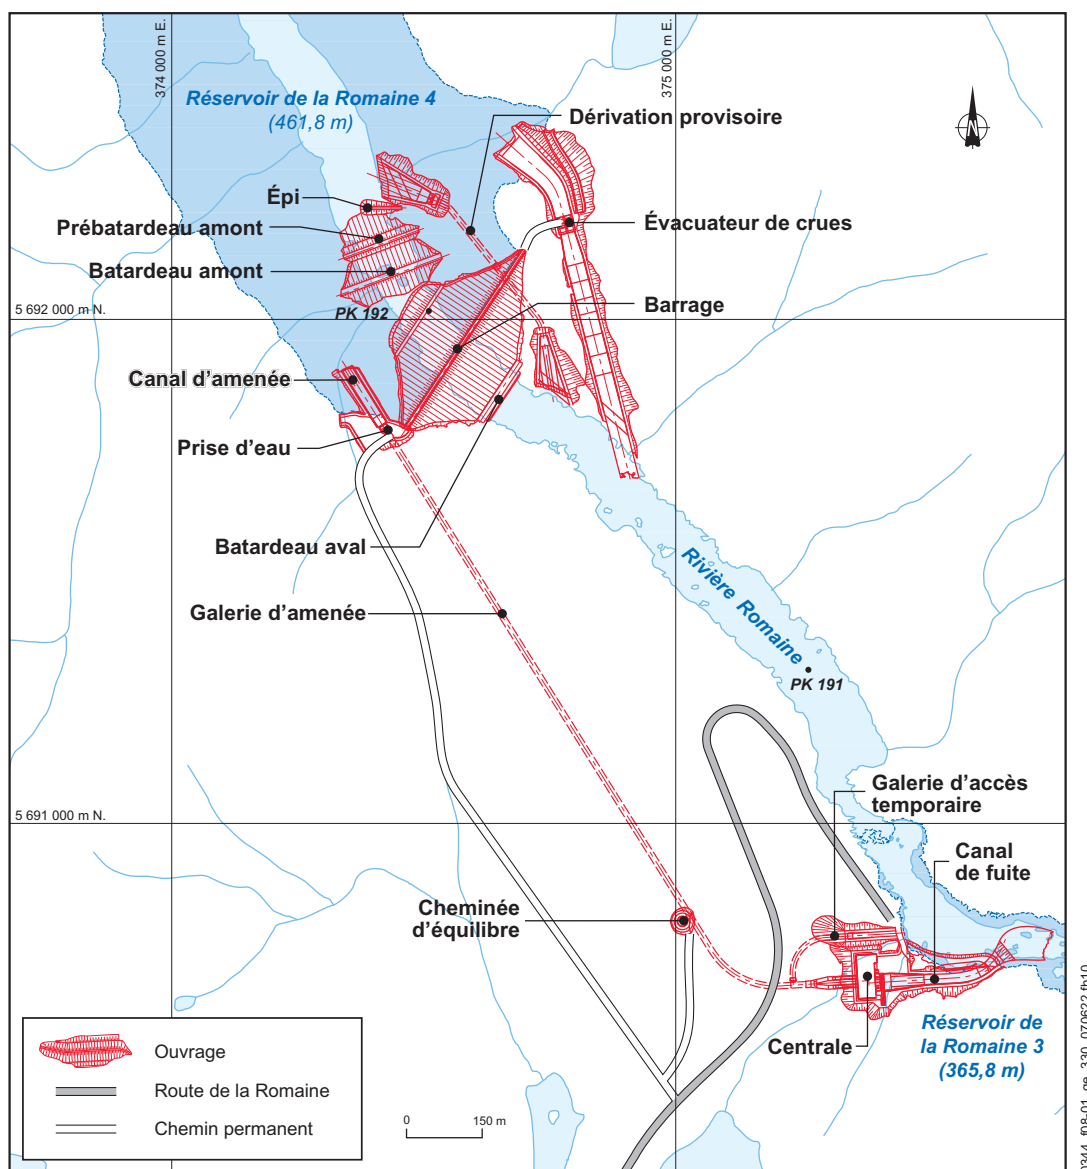 374 000 m E.
375 000 m E.
Réservoir de la Romaine 4
(461,8 m)
Dérivation provisoire
Épi
Prébatardeau amont
Évacuateur de crues
Batardeau amont
PK 192
5 692 000 m N.
Barrage
Canal d'amenée
Prise d'eau
Batardeau aval
Rivière Romaine
Galerie d'amenée
PK 191
Galerie d'accès
temporaire
5 691 000 m N.
Canal
de fuite
Cheminée
d'équilibre
Réservoir de
la Romaine 3
(365,8 m)
Centrale
Ouvrage
Route de la Romaine
Chemin permanent
0 150 m